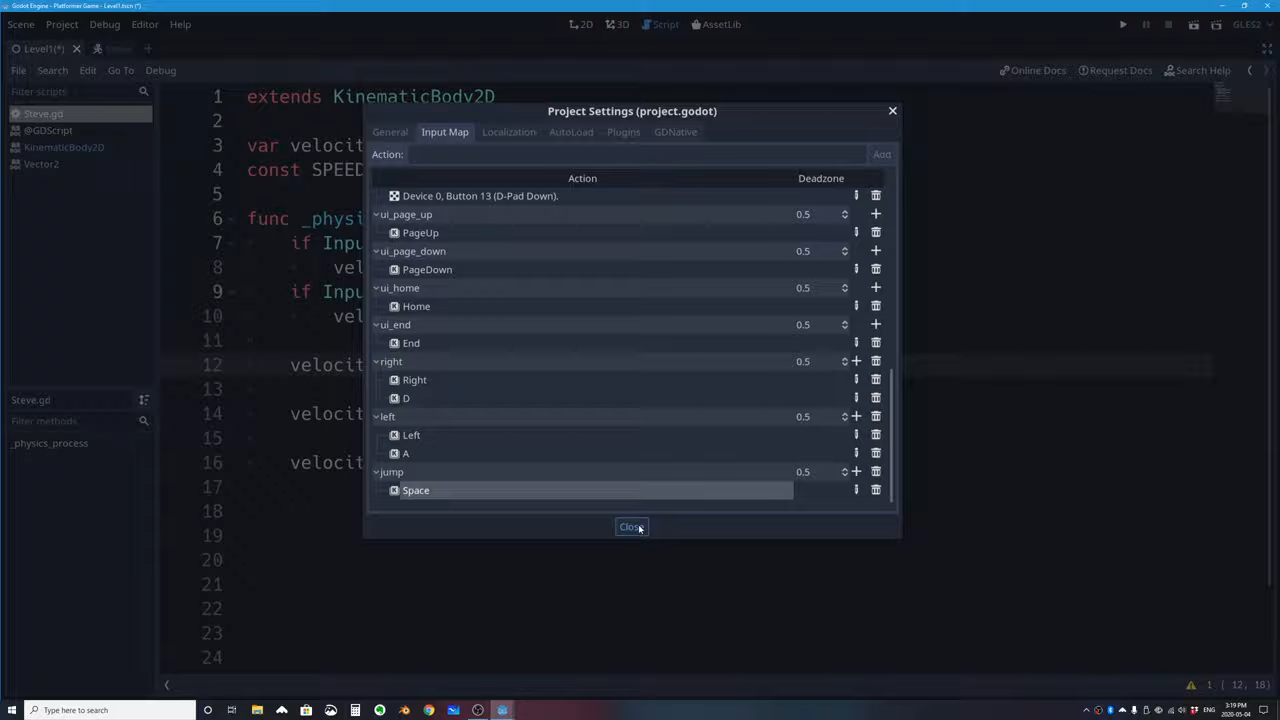 Godot Engine - Platformer Game - Level1.tscn (*)
Scene Project Debug Editor Help
2D 3D Script AssetLib
GLES2
Level1(*)
File Search Edit Go To Debug
Online Docs Request Docs Search Help
Filter scripts
Steve.gd
@GDScript
KinematicBody2D
Vector2
Steve.gd
Filter methods
_physics_process
1 extends KinematicBody2D
2
3 var velocit
4 const SPEED
5
6 func _physi
7 if Inpu
8 vel
9 if Inpu
10 vel
11
12 velocit
13
14 velocit
15
16 velocit
17
18
19
20
21
22
23
24
Project Settings (project.godot)
General Input Map Localization AutoLoad Plugins GDNative
Action: Add
Action Deadzone
Device 0, Button 13 (D-Pad Down).
ui_page_up 0.5
PageUp
ui_page_down 0.5
PageDown
ui_home 0.5
Home
ui_end 0.5
End
right 0.5
Right
D
left 0.5
Left
A
jump 0.5
Space
Close
1 ( 12, 18)
Type here to search
ENG
3:19 PM
2020-05-04